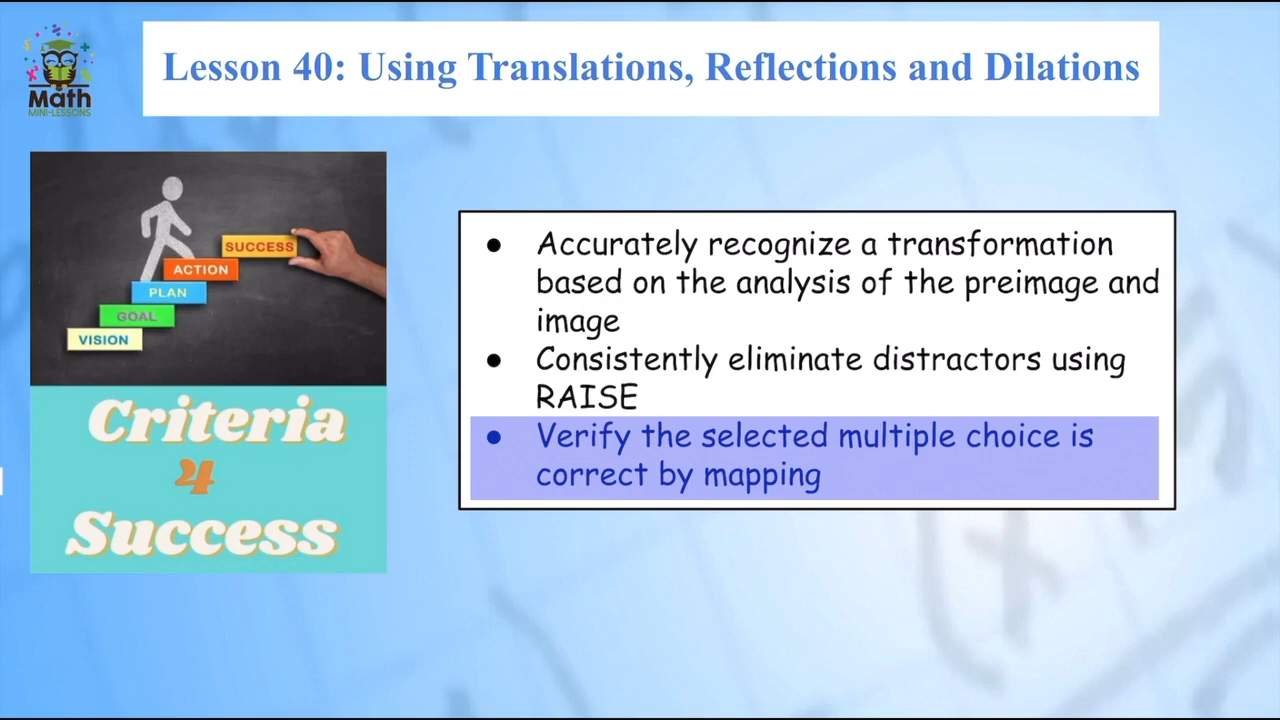 Math
MINI-LESSONS
Lesson 40: Using Translations, Reflections and Dilations
SUCCESS
ACTION
PLAN
GOAL
VISION
Criteria
4
Success
● Accurately recognize a transformation
based on the analysis of the preimage and
image
● Consistently eliminate distractors using
RAISE
● Verify the selected multiple choice is
correct by mapping